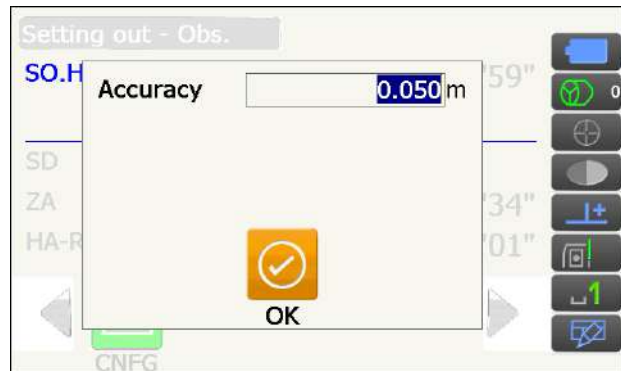 Setting out - Obs.
SO.H
'59"
Accuracy 0.050 m
SD
ZA '34"
HA-R '01"
OK
CNFG
0
1